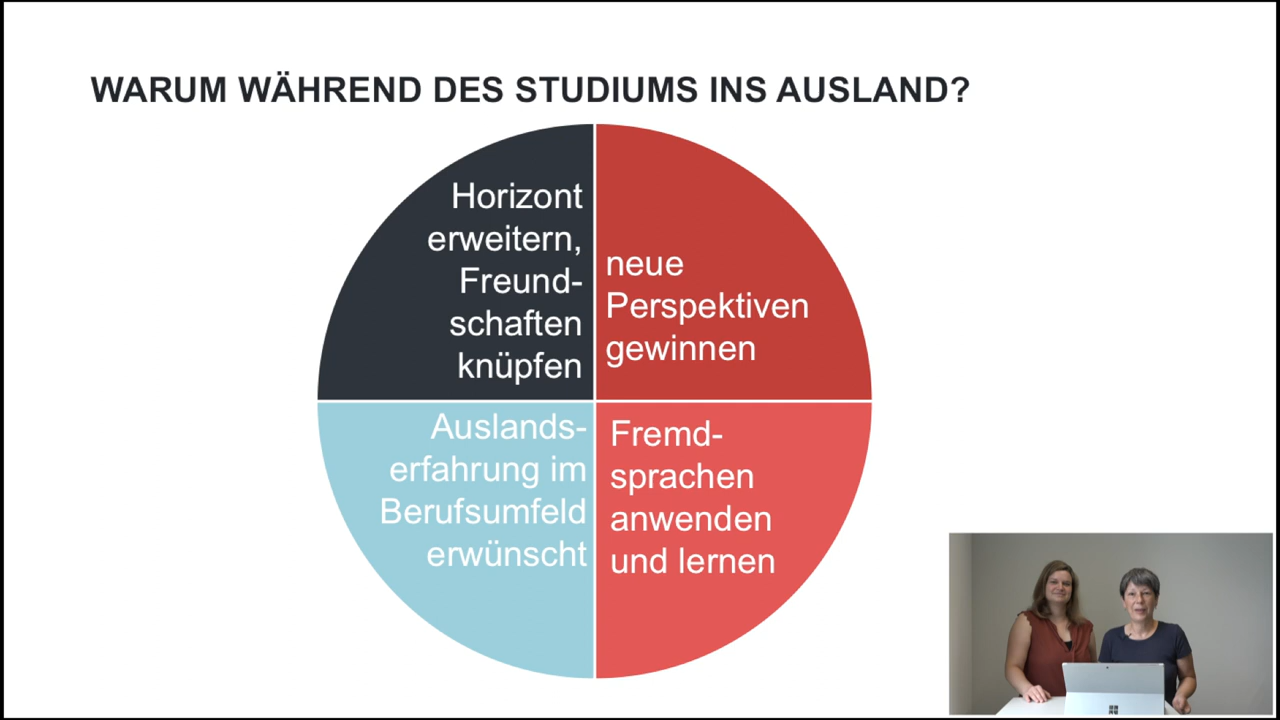 WARUM WÄHREND DES STUDIUMS INS AUSLAND?
Horizont
erweitern,
Freund-
schaften
knüpfen
neue
Perspektiven
gewinnen
Auslands-
erfahrung im
Berufsumfeld
erwünscht
Fremd-
sprachen
anwenden
und lernen